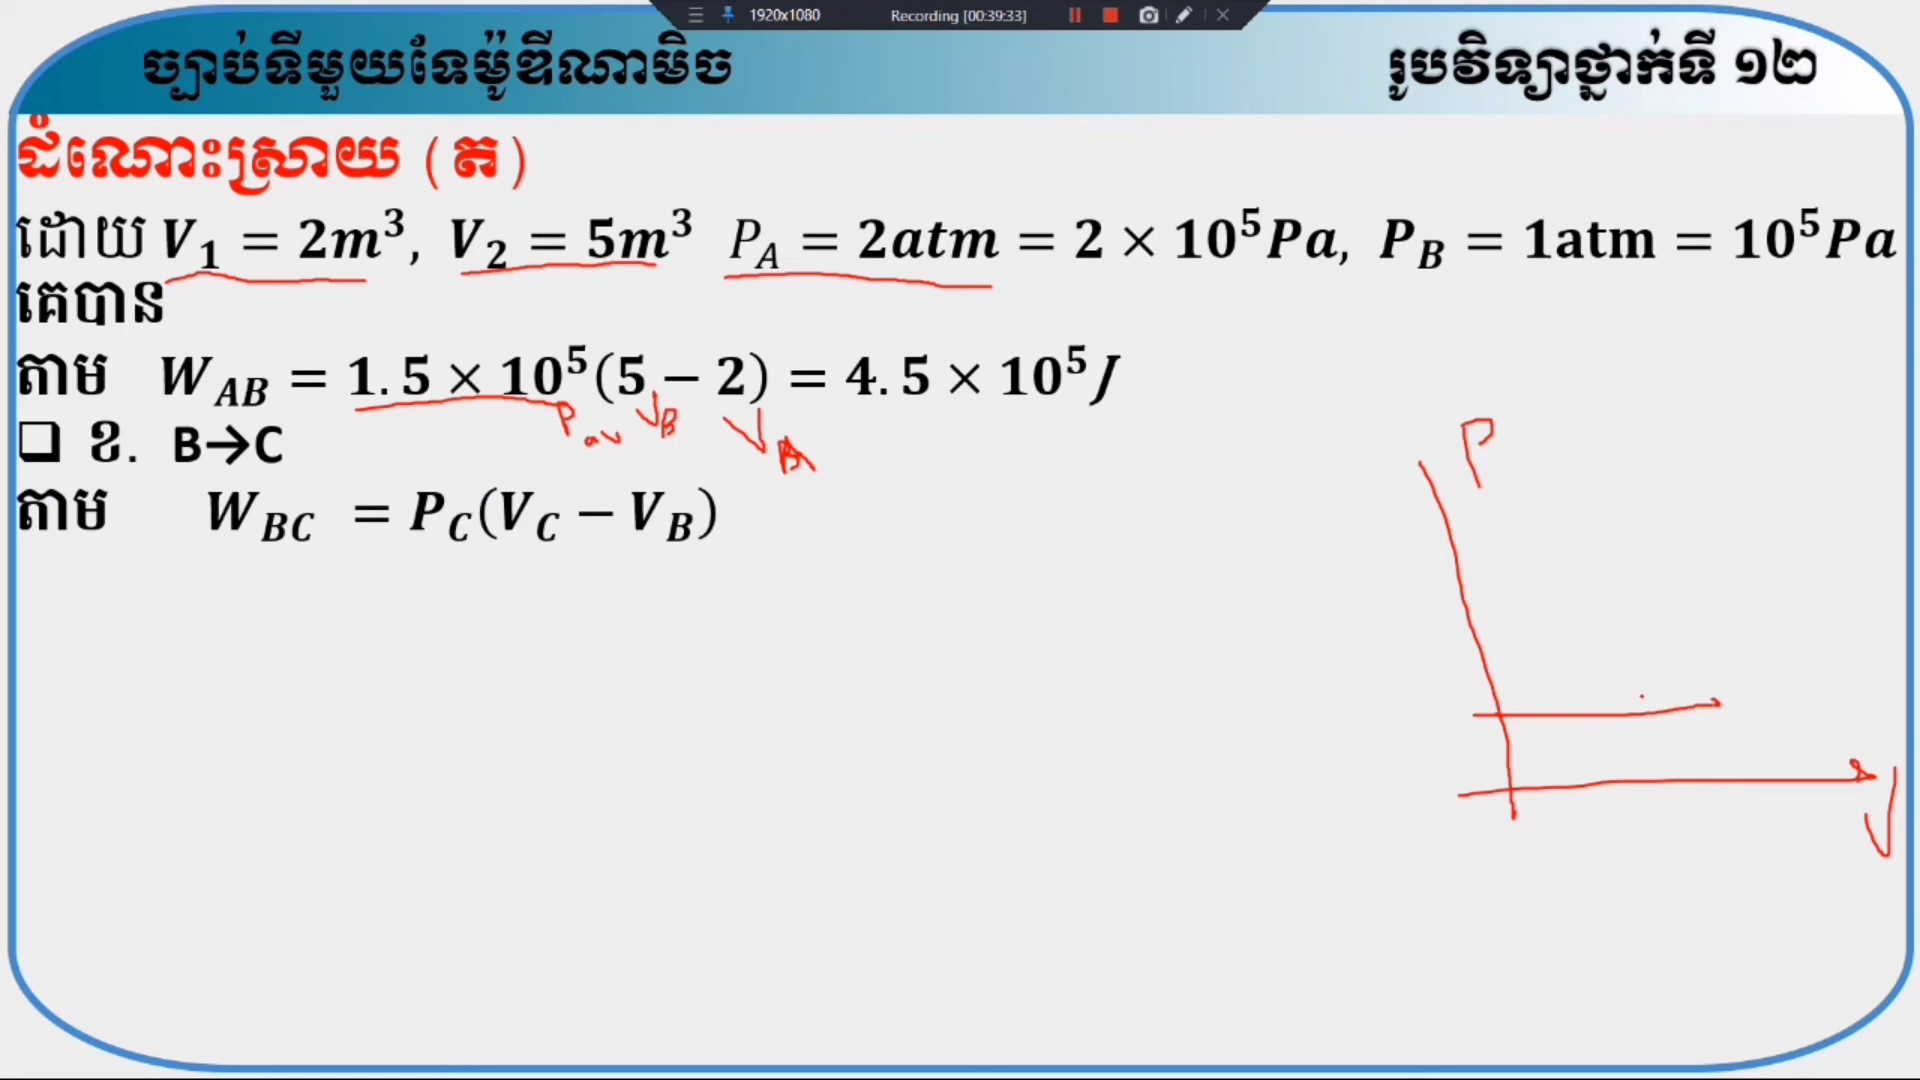 1920x1080 Recording [00:39:33]
ច្បាប់ទីមួយទែម៉ូឌីណាមិច រូបវិទ្យាថ្នាក់ទី ១២
ដំណោះស្រាយ (ត)
ដោយ V₁ = 2m³, V₂ = 5m³ P_A = 2atm = 2 × 10⁵Pa, P_B = 1atm = 10⁵Pa
គេបាន
តាម W_AB = 1.5 × 10⁵(5 − 2) = 4.5 × 10⁵J
P_av V_B V_A
❑ ខ. B→C
P
តាម W_BC = P_C(V_C − V_B)
V